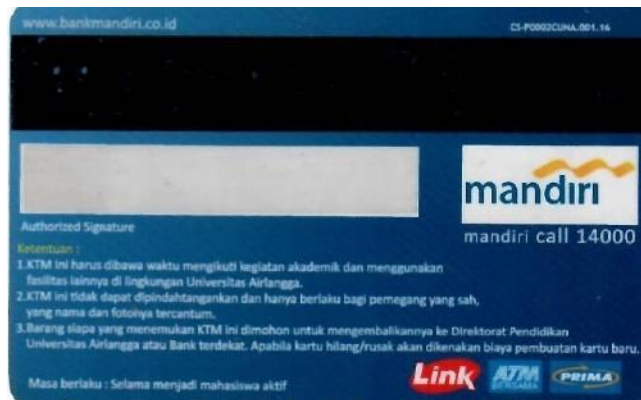 www.bankmandiri.co.id
CS-P0002CUNA.001.16
mandiri
Authorized Signature
mandiri call 14000
Ketentuan :
1.KTM ini harus dibawa waktu mengikuti kegiatan akademik dan menggunakan
fasilitas lainnya di lingkungan Universitas Airlangga.
2.KTM ini tidak dapat dipindahtangankan dan hanya berlaku bagi pemegang yang sah,
yang nama dan fotonya tercantum.
3.Barang siapa yang menemukan KTM ini dimohon untuk mengembalikannya ke Direktorat Pendidikan
Universitas Airlangga atau Bank terdekat. Apabila kartu hilang/rusak akan dikenakan biaya pembuatan kartu baru.
Masa berlaku : Selama menjadi mahasiswa aktif
Link
ATM
BERSAMA
PRIMA